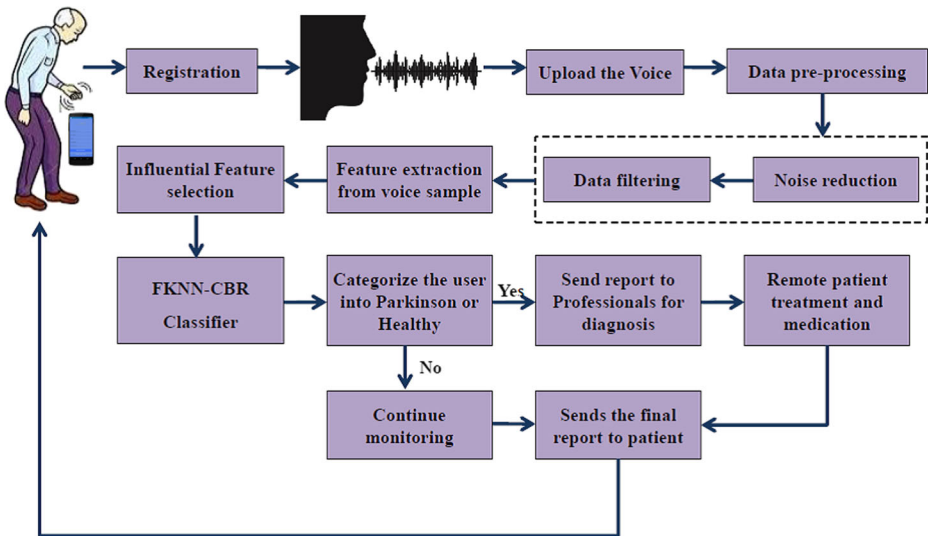 Registration
Upload the Voice
Data pre-processing
Influential Feature
selection
Feature extraction
from voice sample
Data filtering
Noise reduction
FKNN-CBR
Classifier
Categorize the user
into Parkinson or
Healthy
Yes
Send report to
Professionals for
diagnosis
Remote patient
treatment and
medication
No
Continue
monitoring
Sends the final
report to patient